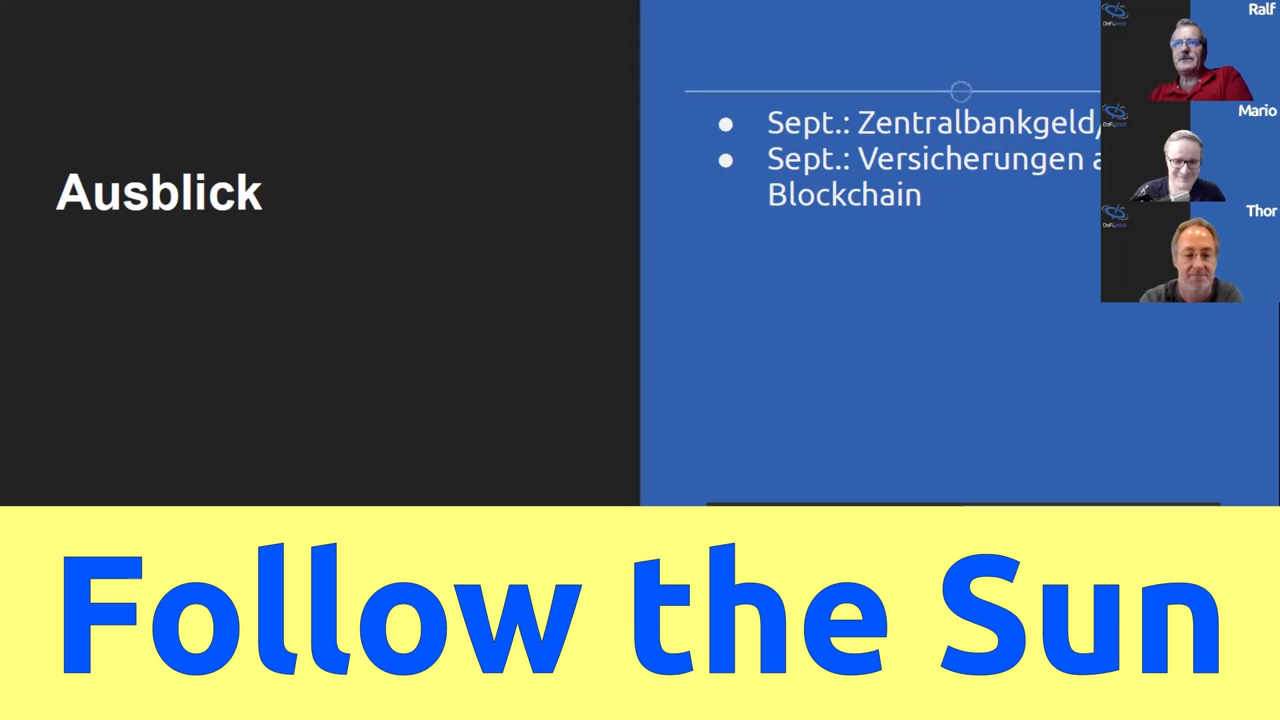 Ausblick
Sept.: Zentralbankgeld/
Sept.: Versicherungen a
Blockchain
Ralf
Mario
Thor
Follow the Sun